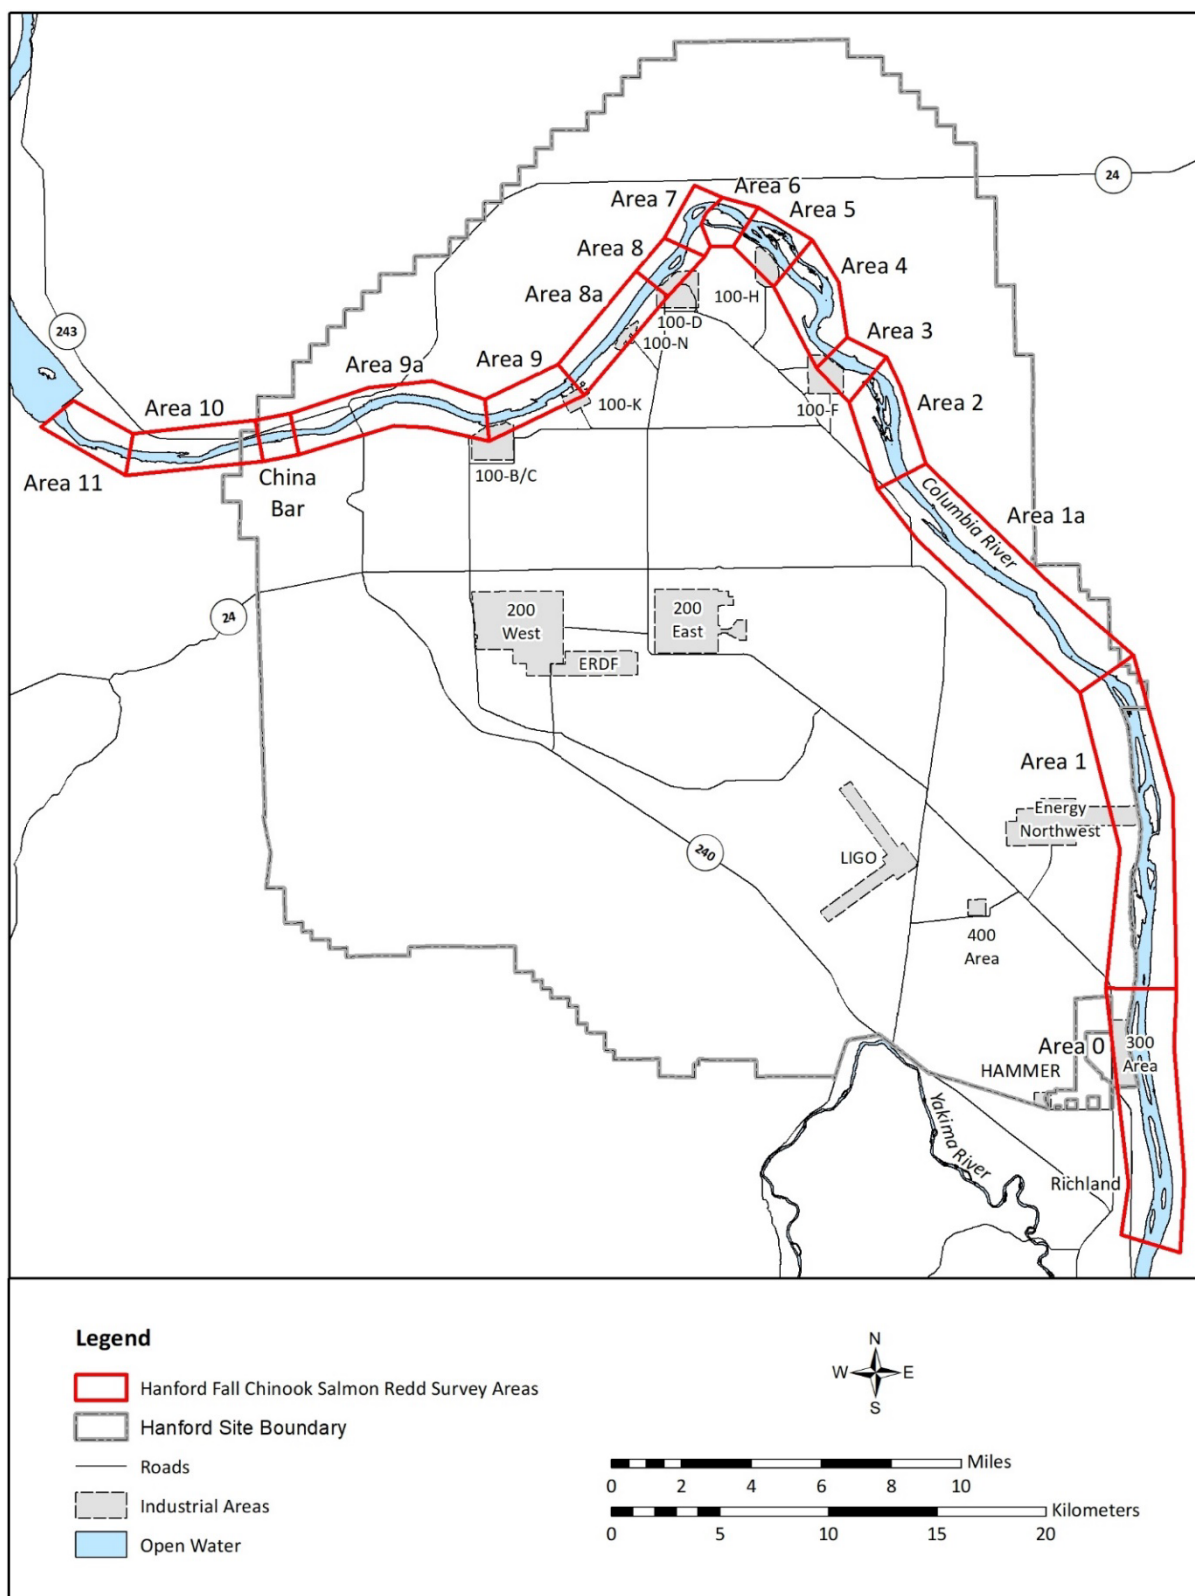 24
Area 6
Area 7
Area 5
Area 8
Area 4
Area 8a
100-H
100-D
243
Area 3
100-N
Area 9
Area 9a
Area 2
100-K
100-F
Area 10
Area 11
China
Bar
100-B/C
Columbia River
Area 1a
24
200
West
200
East
ERDF
Area 1
Energy
Northwest
240
LIGO
400
Area
Area 0
300
Area
HAMMER
Yakima River
Richland
Legend
Hanford Fall Chinook Salmon Redd Survey Areas
Hanford Site Boundary
Roads
Industrial Areas
Open Water
N
W E
S
Miles
0 2 4 6 8 10
Kilometers
0 5 10 15 20